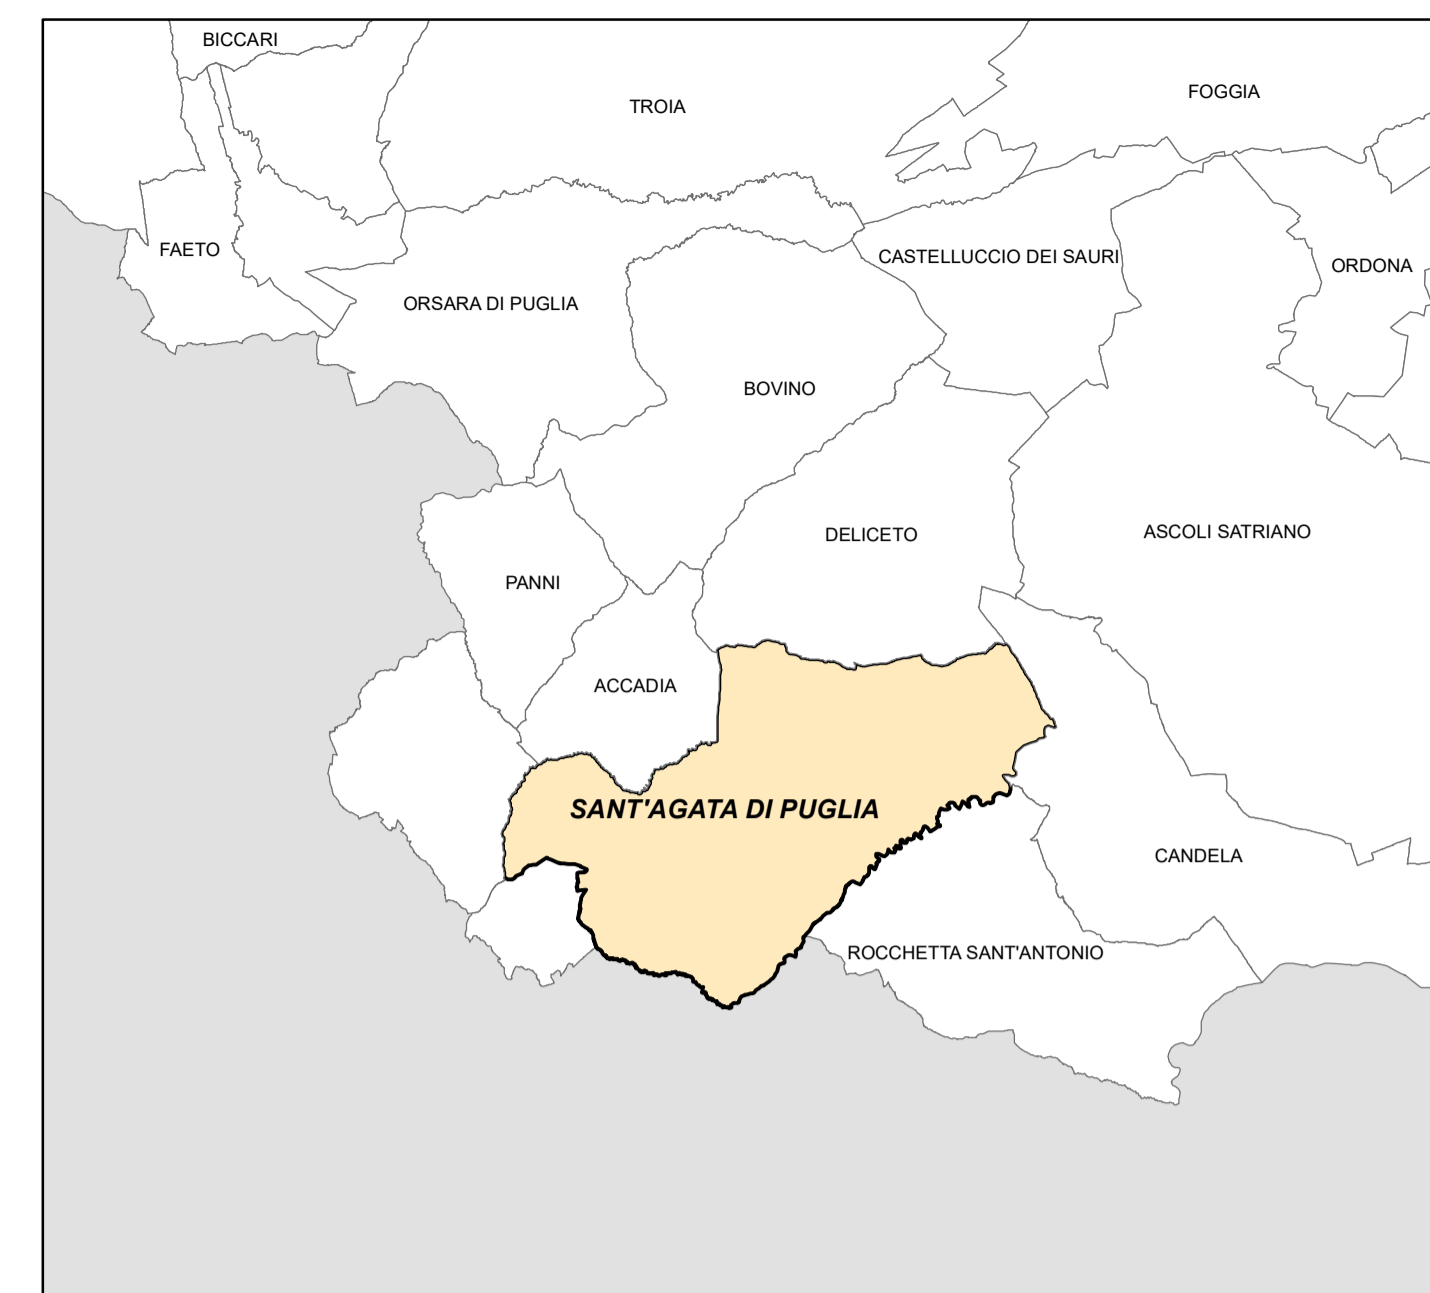 BICCARI
FOGGIA
TROIA
FAETO
CASTELLUCCIO DEI SAURI
ORDONA
ORSARA DI PUGLIA
BOVINO
ASCOLI SATRIANO
DELICETO
PANNI
ACCADIA
SANT'AGATA DI PUGLIA
CANDELA
ROCCHETTA SANT'ANTONIO